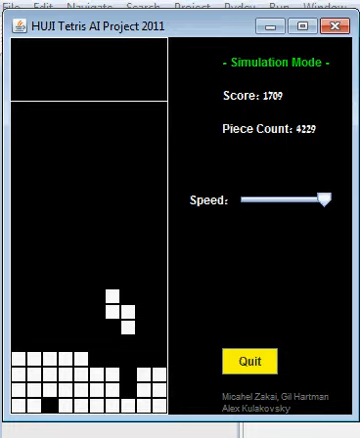 File Edit Navigate Search Project Pydev Run Window
HUJI Tetris AI Project 2011
- Simulation Mode -
Score: 1709
Piece Count: 4229
Speed:
Quit
Micahel Zakai, Gil Hartman
Alex Kulakovsky